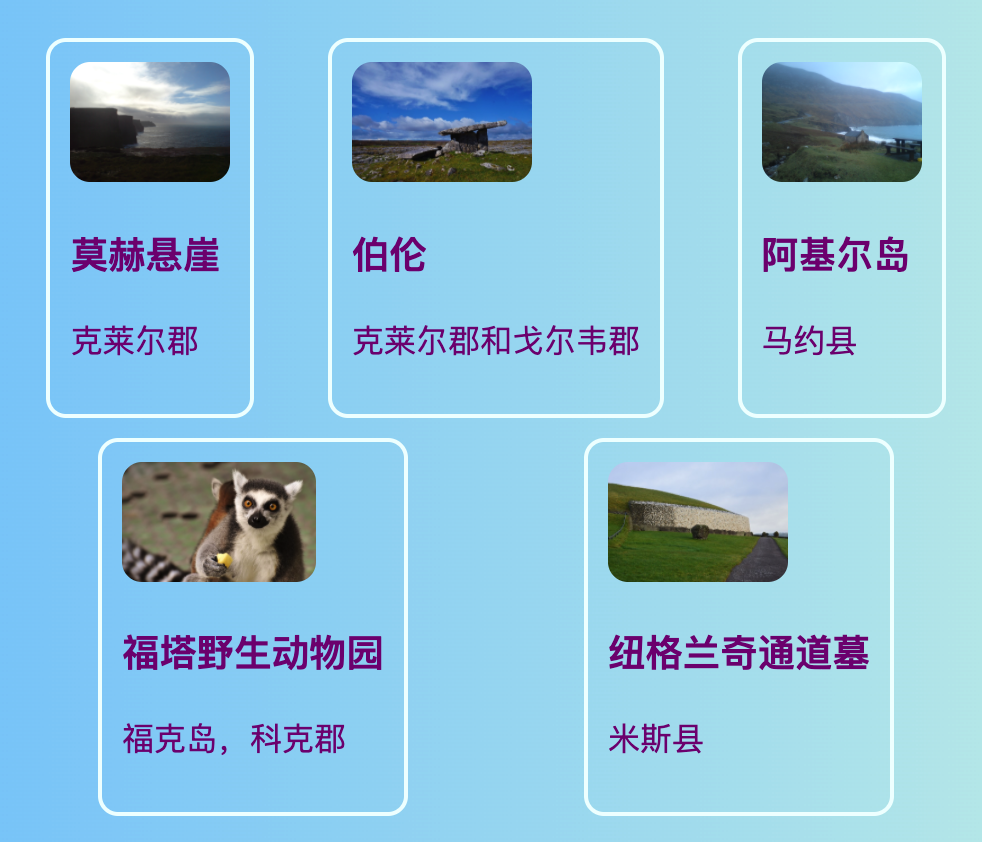 莫赫悬崖
克莱尔郡
伯伦
克莱尔郡和戈尔韦郡
阿基尔岛
马约县
福塔野生动物园
福克岛，科克郡
纽格兰奇通道墓
米斯县